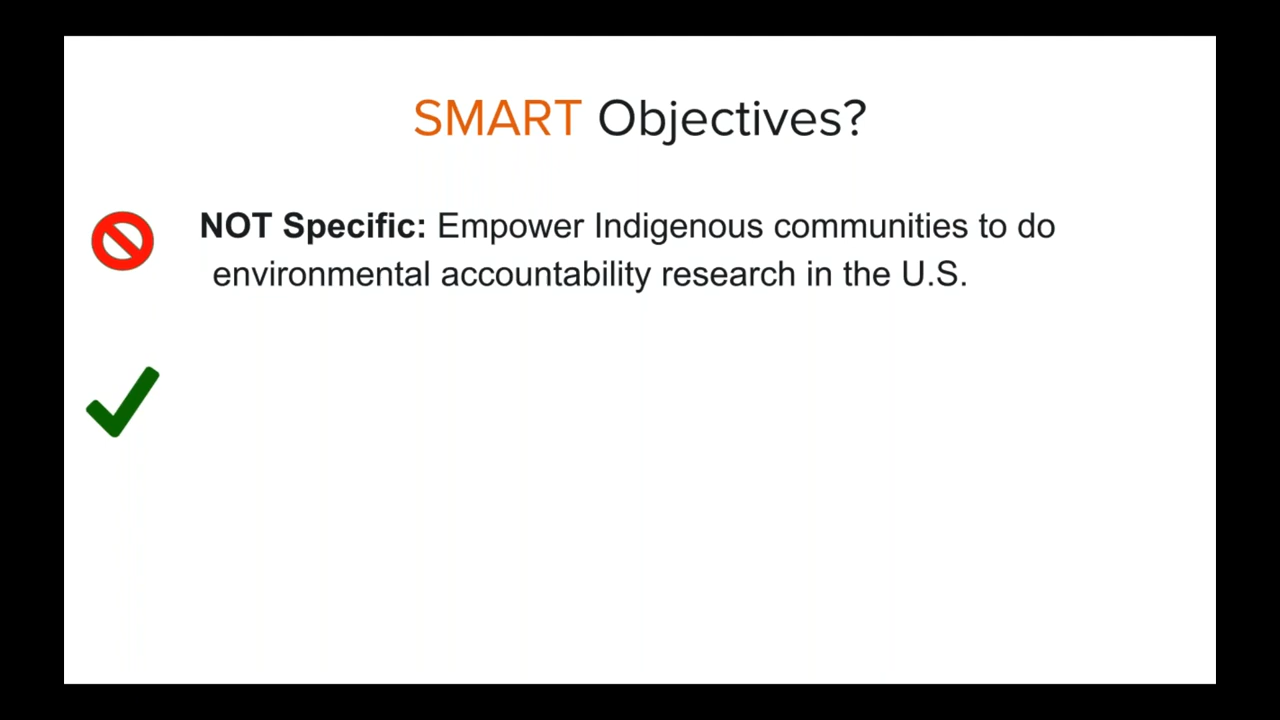 SMART Objectives?
NOT Specific: Empower Indigenous communities to do
environmental accountability research in the U.S.